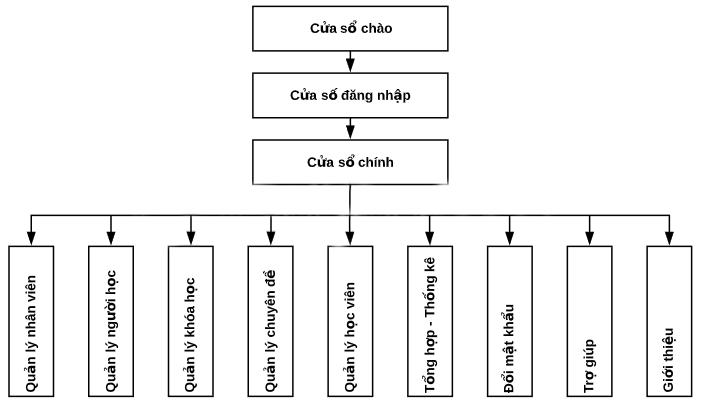 Cửa sổ chào
Cửa số đăng nhập
Cửa sổ chính
Quản lý nhân viên
Quản lý người học
Quản lý khóa học
Quản lý chuyên đề
Quản lý học viên
Tổng hợp - Thống kê
Đổi mật khẩu
Trợ giúp
Giới thiệu